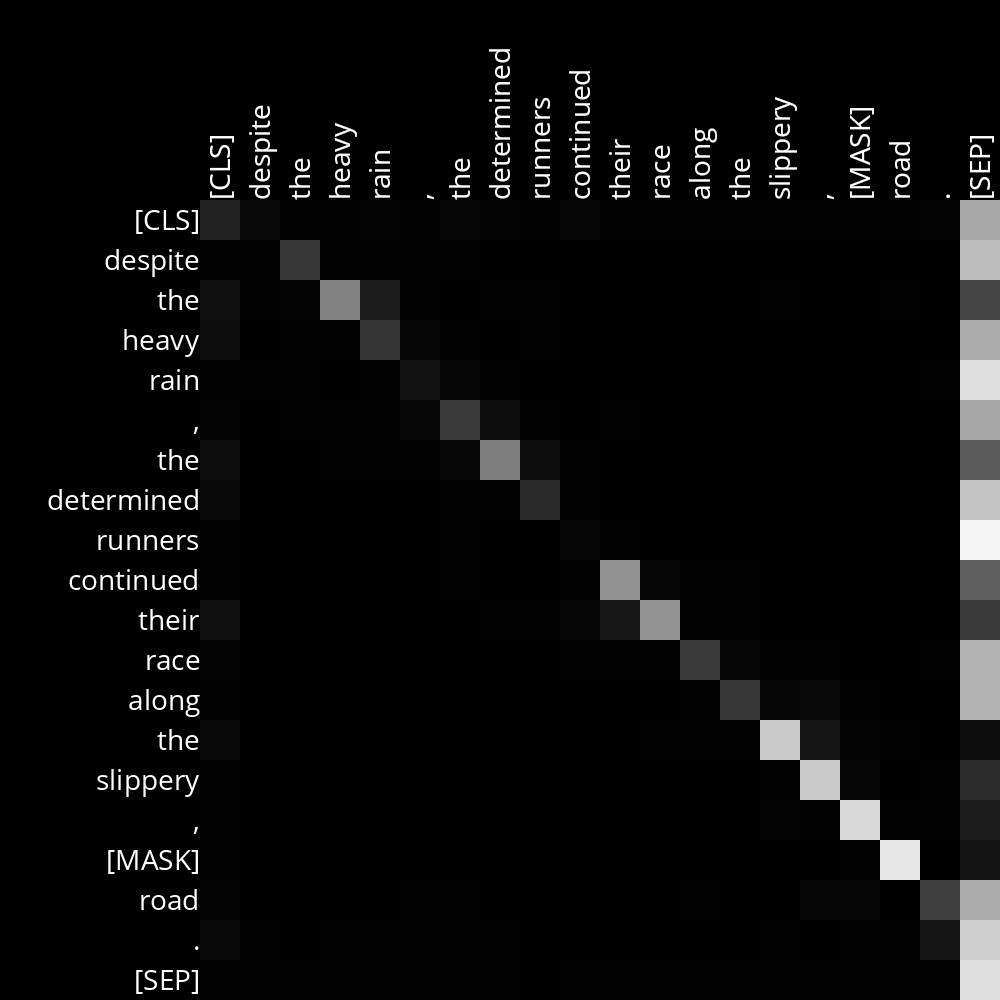 [CLS]
despite
the
heavy
rain
,
the
determined
runners
continued
their
race
along
the
slippery
,
[MASK]
road
.
[SEP]
[CLS]
despite
the
heavy
rain
,
the
determined
runners
continued
their
race
along
the
slippery
,
[MASK]
road
.
[SEP]